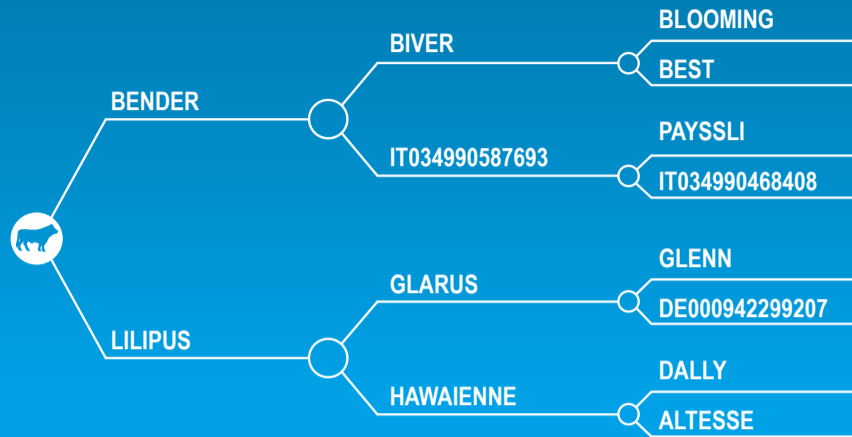 BLOOMING
BIVER
BEST
BENDER
PAYSSLI
IT034990587693
IT034990468408
GLENN
GLARUS
DE000942299207
LILIPUS
DALLY
HAWAIENNE
ALTESSE